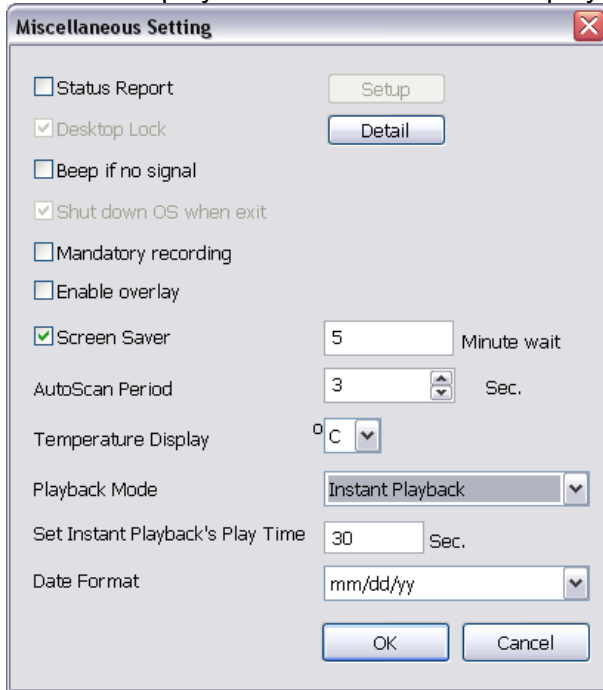 Miscellaneous Setting
Status Report Setup
Desktop Lock Detail
Beep if no signal
Shut down OS when exit
Mandatory recording
Enable overlay
Screen Saver 5 Minute wait
AutoScan Period 3 Sec.
Temperature Display o C
Playback Mode Instant Playback
Set Instant Playback's Play Time 30 Sec.
Date Format mm/dd/yy
OK Cancel